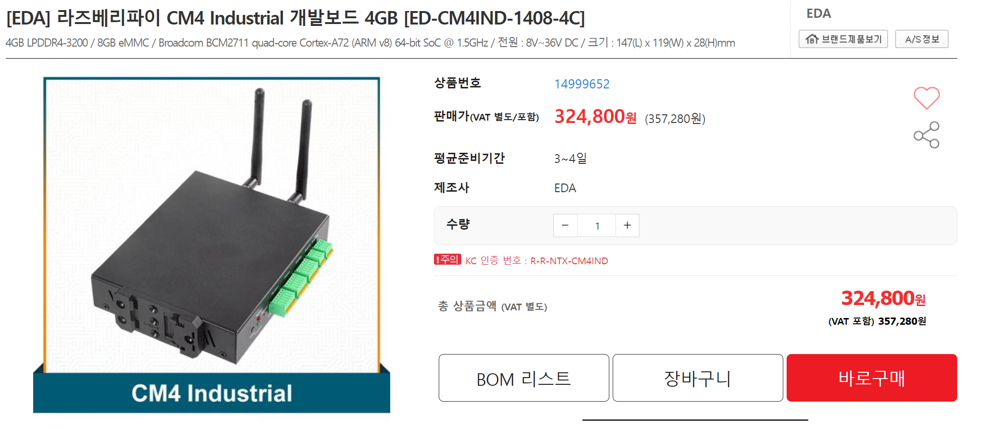 [EDA] 라즈베리파이 CM4 Industrial 개발보드 4GB [ED-CM4IND-1408-4C]
4GB LPDDR4-3200 / 8GB eMMC / Broadcom BCM2711 quad-core Cortex-A72 (ARM v8) 64-bit SoC @ 1.5GHz / 전원 : 8V~36V DC / 크기 : 147(L) x 119(W) x 28(H)mm
EDA
브랜드제품보기
A/S정보
상품번호 14999652
판매가(VAT 별도/포함) 324,800원 (357,280원)
평균준비기간 3~4일
제조사 EDA
수량 − 1 +
!주의 KC 인증 번호 : R-R-NTX-CM4IND
총 상품금액 (VAT 별도) 324,800원
(VAT 포함) 357,280원
BOM 리스트 장바구니 바로구매
CM4 Industrial